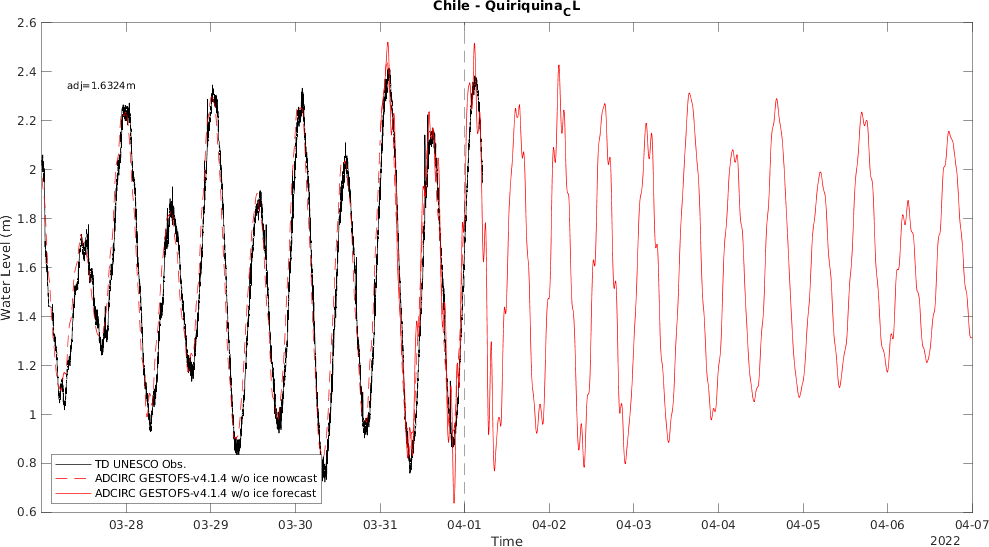 Chile - Quiriquina_CL
2.6
2.4
2.2
2
1.8
1.6
1.4
1.2
1
0.8
0.6
Water Level (m)
adj=1.6324m
TD UNESCO Obs.
ADCIRC GESTOFS-v4.1.4 w/o ice nowcast
ADCIRC GESTOFS-v4.1.4 w/o ice forecast
03-28 03-29 03-30 03-31 04-01 04-02 04-03 04-04 04-05 04-06 04-07
Time
2022